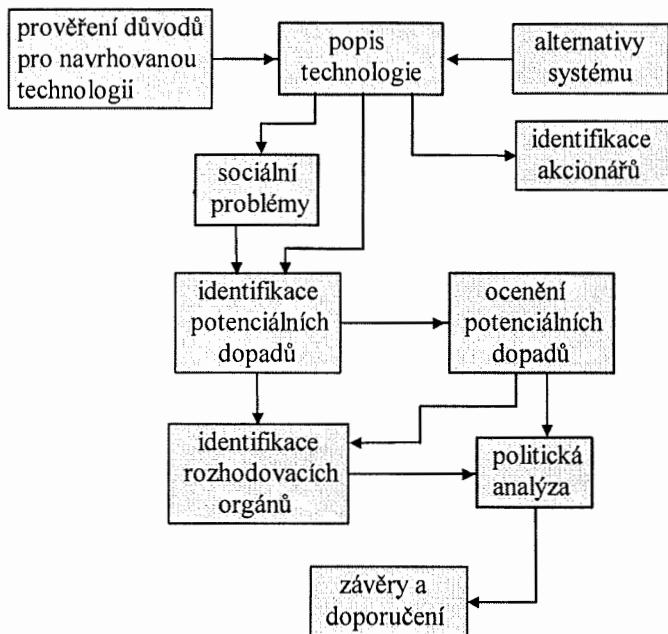 prověření důvodů
pro navrhovanou
technologii
popis
technologie
alternativy
systému
identifikace
akcionářů
sociální
problémy
identifikace
potenciálních
dopadů
ocenění
potenciálních
dopadů
identifikace
rozhodovacích
orgánů
politická
analýza
závěry a
doporučení